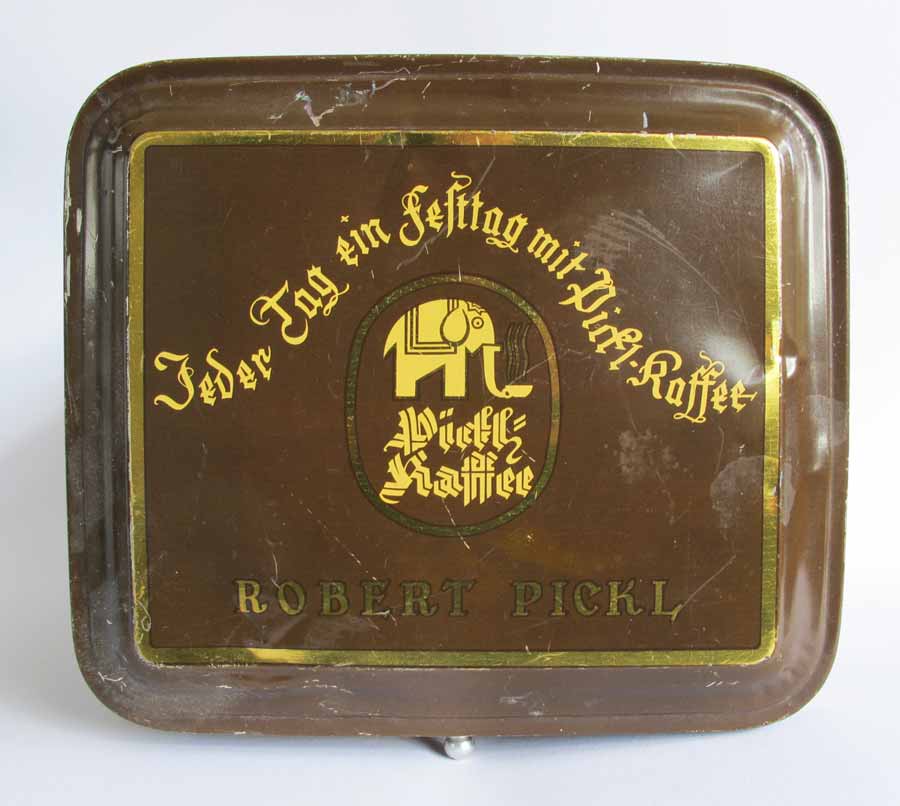 Jeder Tag ein Festtag mit Pickl-Kaffee
Pickl-
Kaffee
ROBERT PICKL